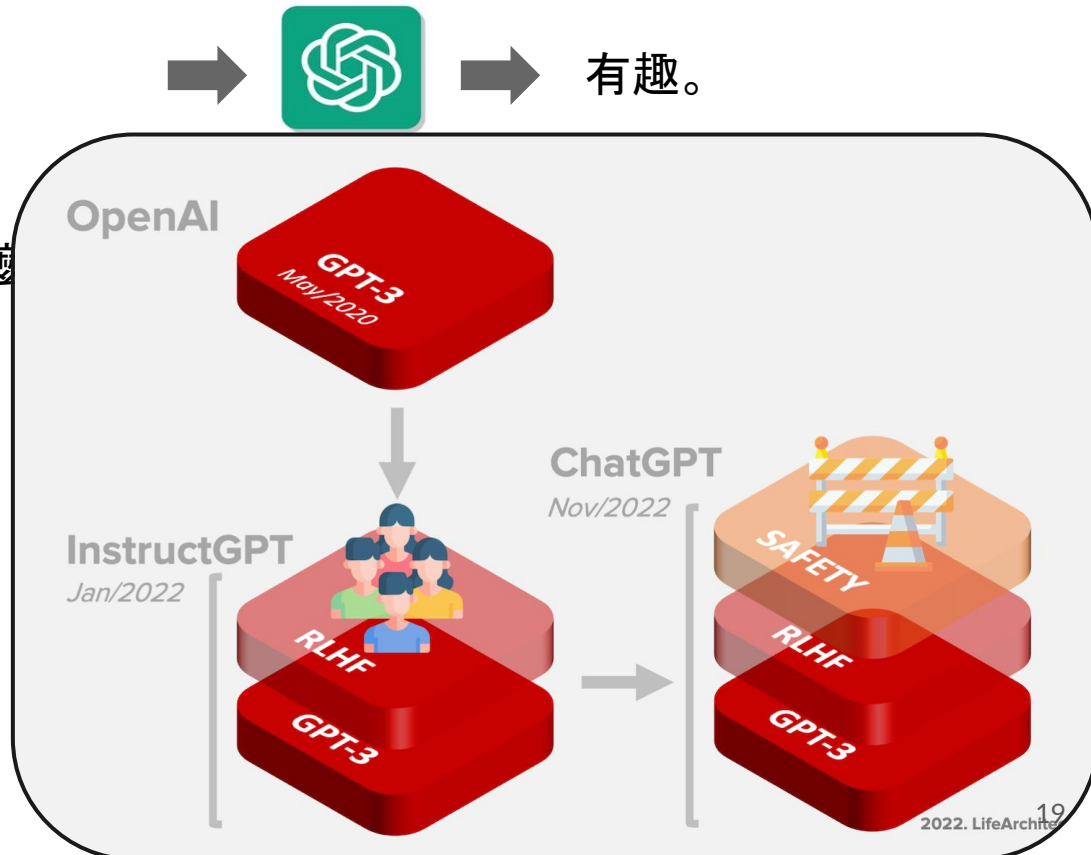 有趣。
OpenAI
GPT-3
May/2020
ChatGPT
Nov/2022
InstructGPT
Jan/2022
SAFETY
RLHF
RLHF
GPT-3
GPT-3
19
2022. LifeArchite